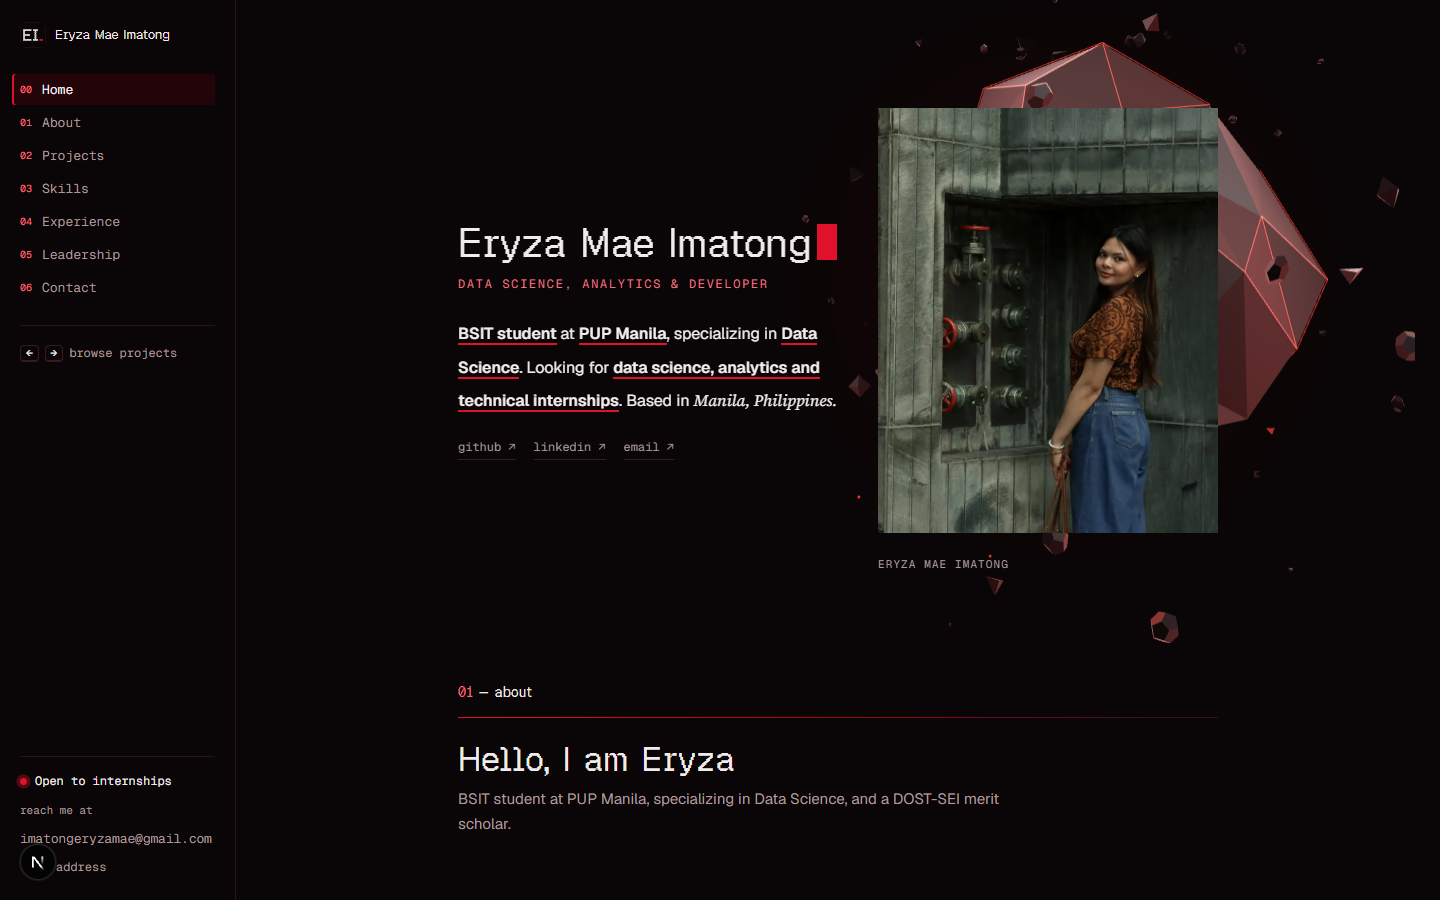 EI. Eryza Mae Imatong
00 Home
01 About
02 Projects
03 Skills
04 Experience
05 Leadership
06 Contact
← → browse projects
Open to internships
reach me at
imatongeryzamae@gmail.com
address
N
Eryza Mae Imatong
DATA SCIENCE, ANALYTICS & DEVELOPER
BSIT student at PUP Manila, specializing in Data
Science. Looking for data science, analytics and
technical internships. Based in Manila, Philippines.
github ↗ linkedin ↗ email ↗
ERYZA MAE IMATONG
01 — about
Hello, I am Eryza
BSIT student at PUP Manila, specializing in Data Science, and a DOST-SEI merit
scholar.